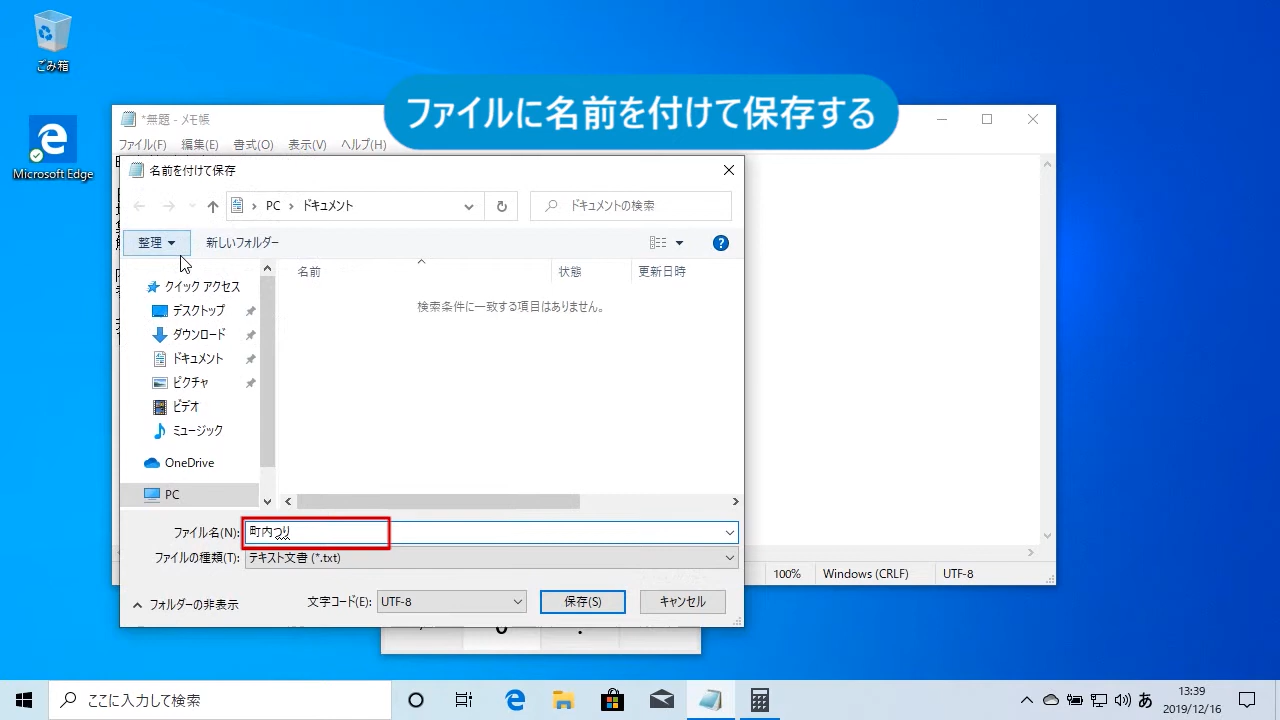 ごみ箱
Microsoft Edge
ファイルに名前を付けて保存する
*無題 - メモ帳
ファイル(F) 編集(E) 書式(O) 表示(V) ヘルプ(H)
名前を付けて保存
PC ドキュメント
ドキュメントの検索
整理 新しいフォルダー
名前 状態 更新日時
検索条件に一致する項目はありません。
クイック アクセス
デスクトップ
ダウンロード
ドキュメント
ピクチャ
ビデオ
ミュージック
OneDrive
PC
ファイル名(N): 町内つり
ファイルの種類(T): テキスト文書 (*.txt)
フォルダーの非表示 文字コード(E): UTF-8 保存(S) キャンセル
100% Windows (CRLF) UTF-8
ここに入力して検索
あ
13:39
2019/12/16